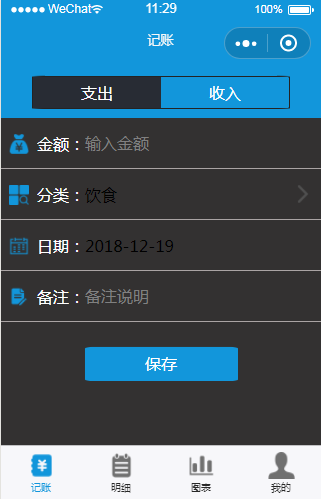 WeChat 11:29 100%
记账
支出 收入
金额：输入金额
分类：饮食
日期：2018-12-19
备注：备注说明
保存
记账 明细 图表 我的